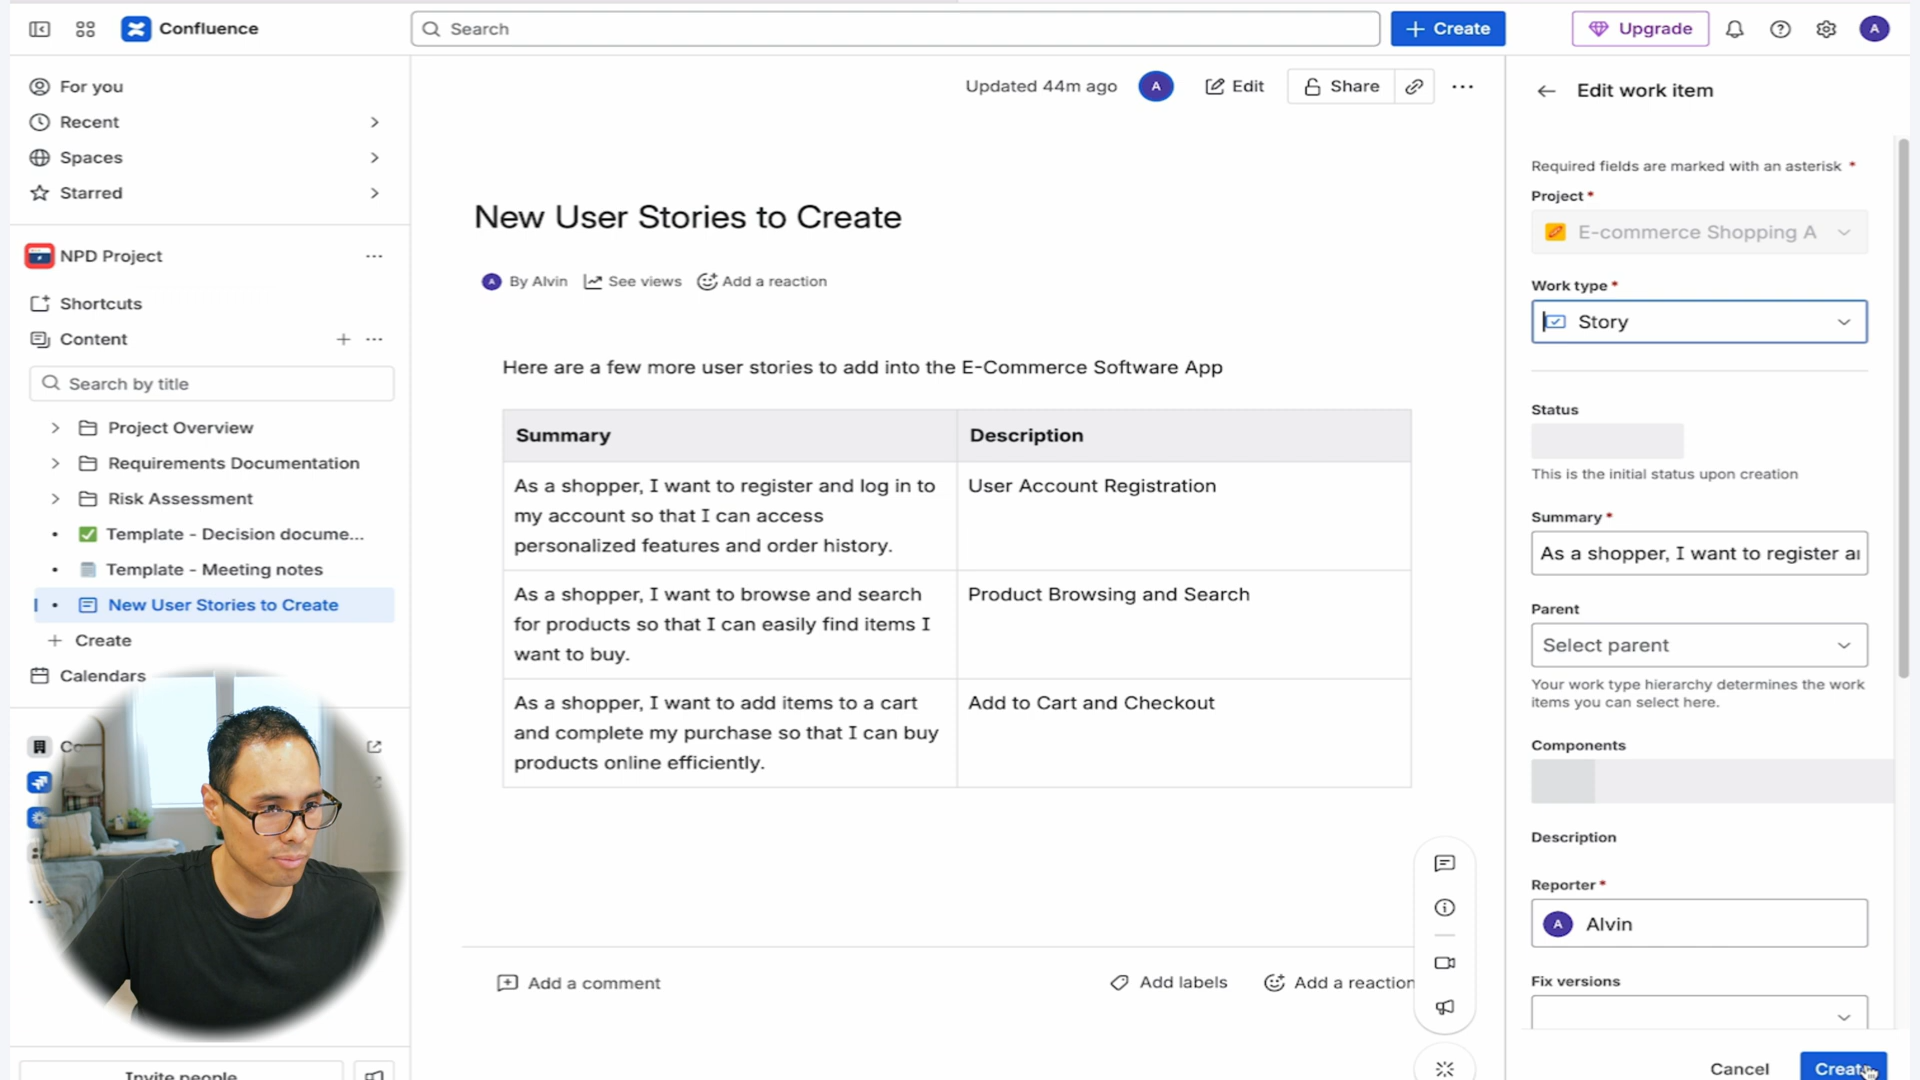 Confluence
Search
Create
Upgrade
A
For you
Recent
Spaces
Starred
NPD Project
Shortcuts
Content
Search by title
Project Overview
Requirements Documentation
Risk Assessment
Template - Decision docume...
Template - Meeting notes
New User Stories to Create
Create
Calendars
Invite people
Updated 44m ago
A
Edit
Share
New User Stories to Create
A
By Alvin
See views
Add a reaction
Here are a few more user stories to add into the E-Commerce Software App
Summary
Description
As a shopper, I want to register and log in to
my account so that I can access
personalized features and order history.
User Account Registration
As a shopper, I want to browse and search
for products so that I can easily find items I
want to buy.
Product Browsing and Search
As a shopper, I want to add items to a cart
and complete my purchase so that I can buy
products online efficiently.
Add to Cart and Checkout
Add a comment
Add labels
Add a reaction
Edit work item
Required fields are marked with an asterisk *
Project *
E-commerce Shopping A
Work type *
Story
Status
This is the initial status upon creation
Summary *
As a shopper, I want to register
Parent
Select parent
Your work type hierarchy determines the work
items you can select here.
Components
Description
Reporter *
A
Alvin
Fix versions
Cancel
Create